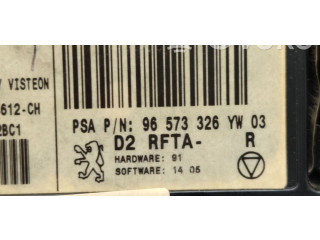 VISTEON
612-CH
2BC1
PSA P/N: 96 573 326 YW 03
D2 RFTA- R
HARDWARE: 91
SOFTWARE: 14 05